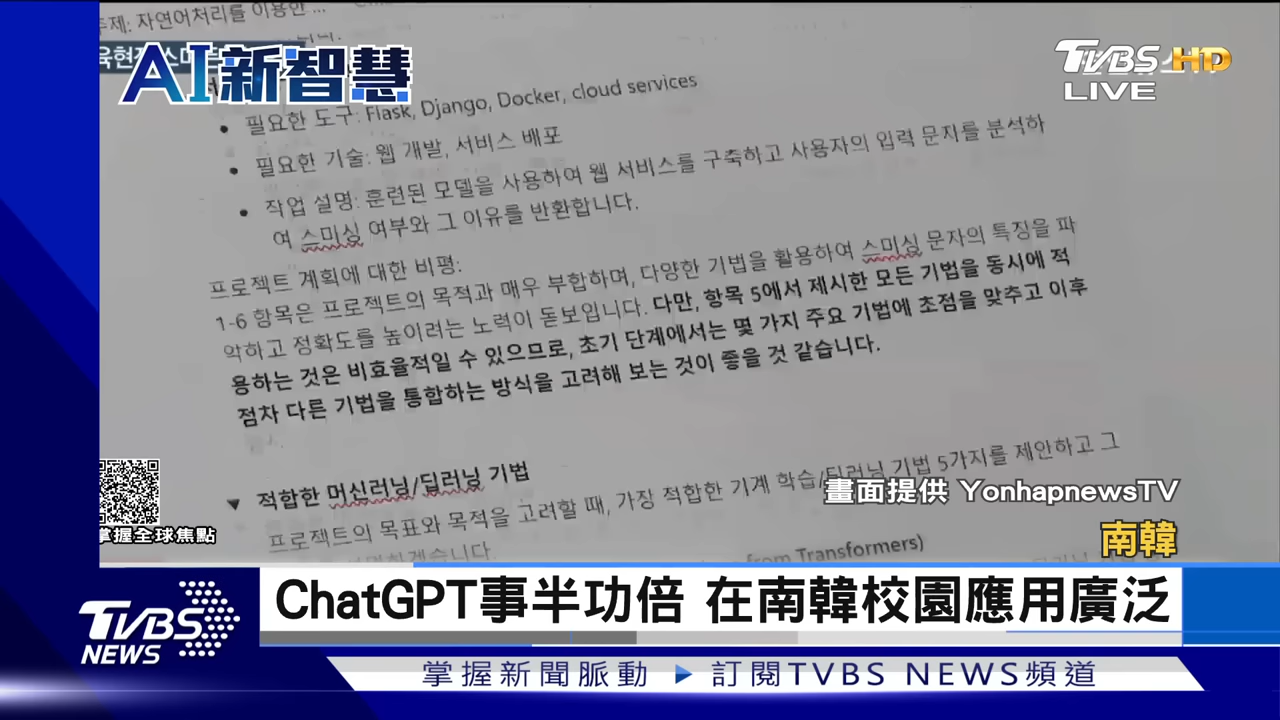 주제: 자연어처리를 이용한 ...
육현장
AI新智慧
TVBS HD
LIVE
• 필요한 도구: Flask, Django, Docker, cloud services
• 필요한 기술: 웹 개발, 서비스 배포
• 작업 설명: 훈련된 모델을 사용하여 웹 서비스를 구축하고 사용자의 입력 문자를 분석하
여 스미싱 여부와 그 이유를 반환합니다.
프로젝트 계획에 대한 비평:
1-6 항목은 프로젝트의 목적과 매우 부합하며, 다양한 기법을 활용하여 스미싱 문자의 특징을 파
악하고 정확도를 높이려는 노력이 돋보입니다. 다만, 항목 5에서 제시한 모든 기법을 동시에 적
용하는 것은 비효율적일 수 있으므로, 초기 단계에서는 몇 가지 주요 기법에 초점을 맞추고 이후
점차 다른 기법을 통합하는 방식을 고려해 보는 것이 좋을 것 같습니다.
▼ 적합한 머신러닝/딥러닝 기법
프로젝트의 목표와 목적을 고려할 때, 가장 적합한 기계 학습/딥러닝 기법 5가지를 제안하고 그
from Transformers)
畫面提供 YonhapnewsTV
掌握全球焦點
南韓
ChatGPT事半功倍 在南韓校園應用廣泛
TVBS
NEWS
掌握新聞脈動 ▶ 訂閱TVBS NEWS頻道